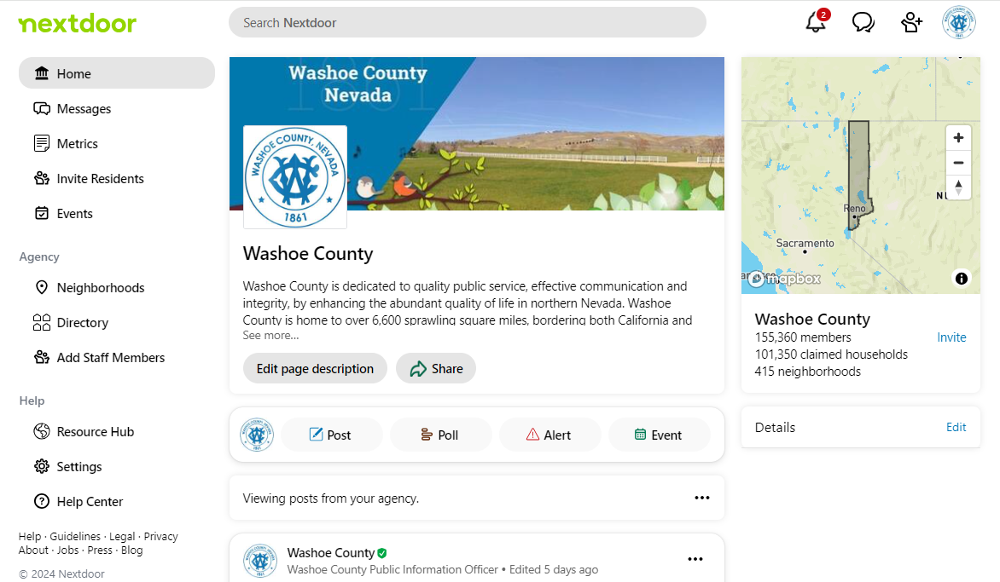 nextdoor
Search Nextdoor
2
Home
Messages
Metrics
Invite Residents
Events
Agency
Neighborhoods
Directory
Add Staff Members
Help
Resource Hub
Settings
Help Center
Help · Guidelines · Legal · Privacy
About · Jobs · Press · Blog
© 2024 Nextdoor
1861
Washoe County
Nevada
WASHOE COUNTY, NEVADA
1861
Washoe County
Washoe County is dedicated to quality public service, effective communication and
integrity, by enhancing the abundant quality of life in northern Nevada. Washoe
County is home to over 6,600 sprawling square miles, bordering both California and
See more...
Edit page description
Share
Post
Poll
Alert
Event
Viewing posts from your agency.
Washoe County
Washoe County Public Information Officer • Edited 5 days ago
Reno
Sacramento
mapbox
Washoe County
155,360 members
Invite
101,350 claimed households
415 neighborhoods
Details
Edit